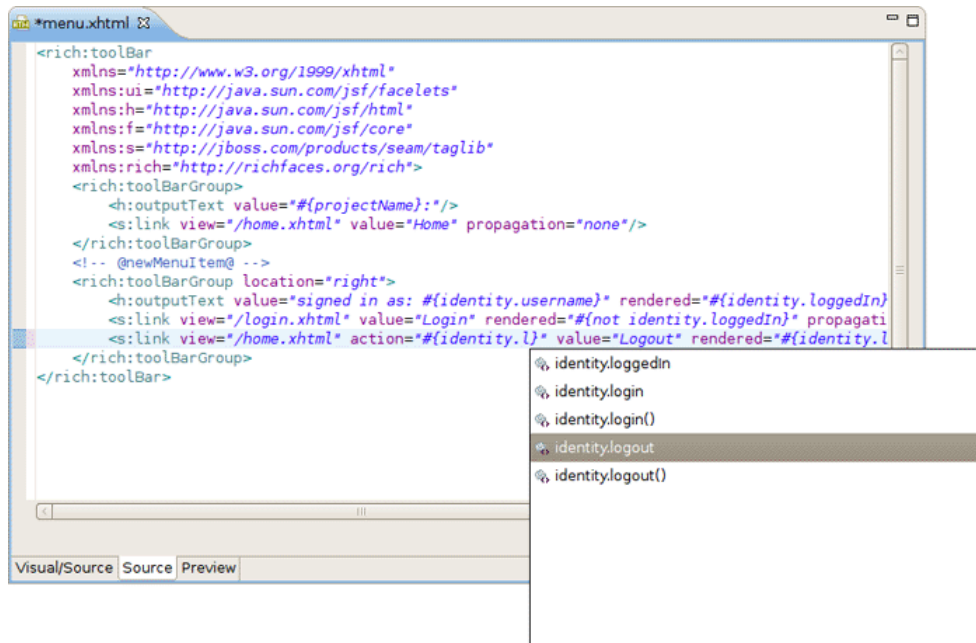 *menu.xhtml
<rich:toolBar
xmlns="http://www.w3.org/1999/xhtml"
xmlns:ui="http://java.sun.com/jsf/facelets"
xmlns:h="http://java.sun.com/jsf/html"
xmlns:f="http://java.sun.com/jsf/core"
xmlns:s="http://jboss.com/products/seam/taglib"
xmlns:rich="http://richfaces.org/rich">
<rich:toolBarGroup>
<h:outputText value="#{projectName}:"/>
<s:link view="/home.xhtml" value="Home" propagation="none"/>
</rich:toolBarGroup>
<!-- @newMenuItem@ -->
<rich:toolBarGroup location="right">
<h:outputText value="signed in as: #{identity.username}" rendered="#{identity.loggedIn}
<s:link view="/login.xhtml" value="Login" rendered="#{not identity.loggedIn}" propagati
<s:link view="/home.xhtml" action="#{identity.l}" value="Logout" rendered="#{identity.l
</rich:toolBarGroup>
</rich:toolBar>
identity.loggedIn
identity.login
identity.login()
identity.logout
identity.logout()
Visual/Source Source Preview